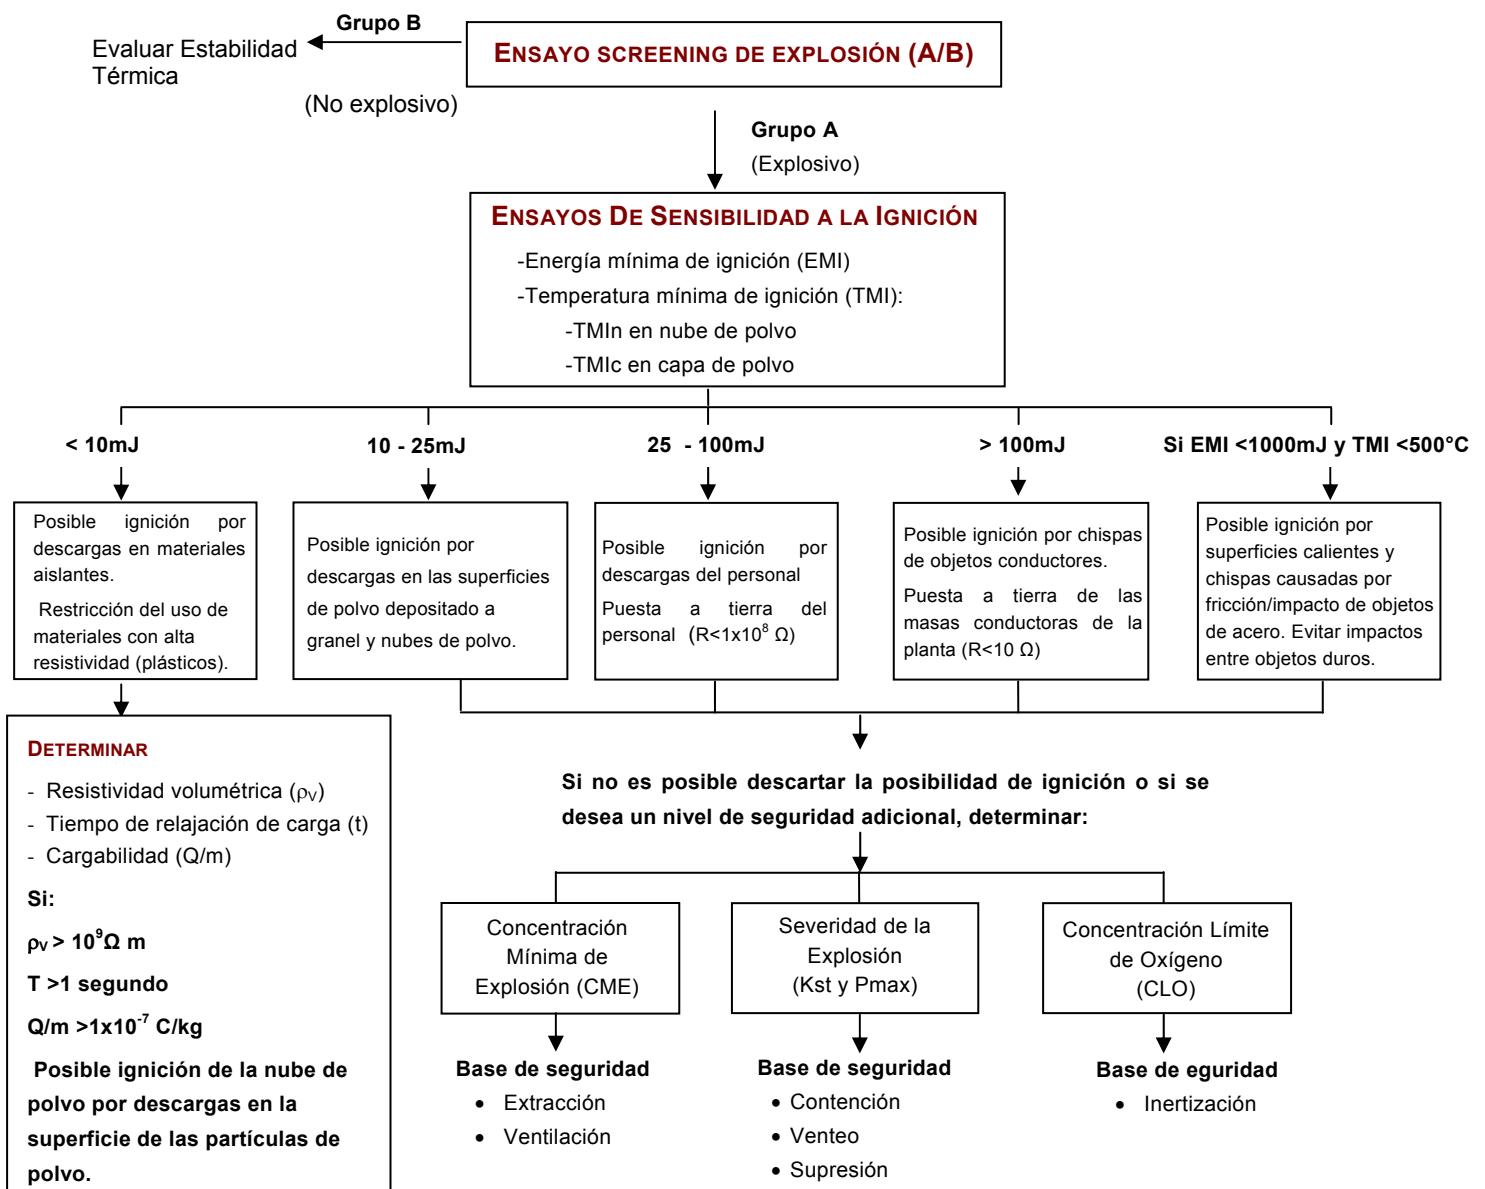 Grupo B
Evaluar Estabilidad
Térmica
(No explosivo)
ENSAYO SCREENING DE EXPLOSIÓN (A/B)
Grupo A
(Explosivo)
ENSAYOS DE SENSIBILIDAD A LA IGNICIÓN
-Energía mínima de ignición (EMI)
-Temperatura mínima de ignición (TMI):
-TMIn en nube de polvo
-TMIc en capa de polvo
< 10mJ
10 - 25mJ
25 - 100mJ
> 100mJ
Si EMI <1000mJ y TMI <500°C
Posible ignición por
descargas en materiales
aislantes.
Restricción del uso de
materiales con alta
resistividad (plásticos).
Posible ignición por
descargas en las superficies
de polvo depositado a
granel y nubes de polvo.
Posible ignición por
descargas del personal
Puesta a tierra del
personal (R<1x10⁸ Ω)
Posible ignición por chispas
de objetos conductores.
Puesta a tierra de las
masas conductoras de la
planta (R<10 Ω)
Posible ignición por
superficies calientes y
chispas causadas por
fricción/impacto de objetos
de acero. Evitar impactos
entre objetos duros.
DETERMINAR
- Resistividad volumétrica (ρV)
- Tiempo de relajación de carga (t)
- Cargabilidad (Q/m)
Si:
ρV > 10⁹Ω m
T >1 segundo
Q/m >1x10⁻⁷ C/kg
Posible ignición de la nube de
polvo por descargas en la
superficie de las partículas de
polvo.
Si no es posible descartar la posibilidad de ignición o si se
desea un nivel de seguridad adicional, determinar:
Concentración
Mínima de
Explosión (CME)
Severidad de la
Explosión
(Kst y Pmax)
Concentración Límite
de Oxígeno
(CLO)
Base de seguridad
• Extracción
• Ventilación
Base de seguridad
• Contención
• Venteo
• Supresión
Base de eguridad
• Inertización